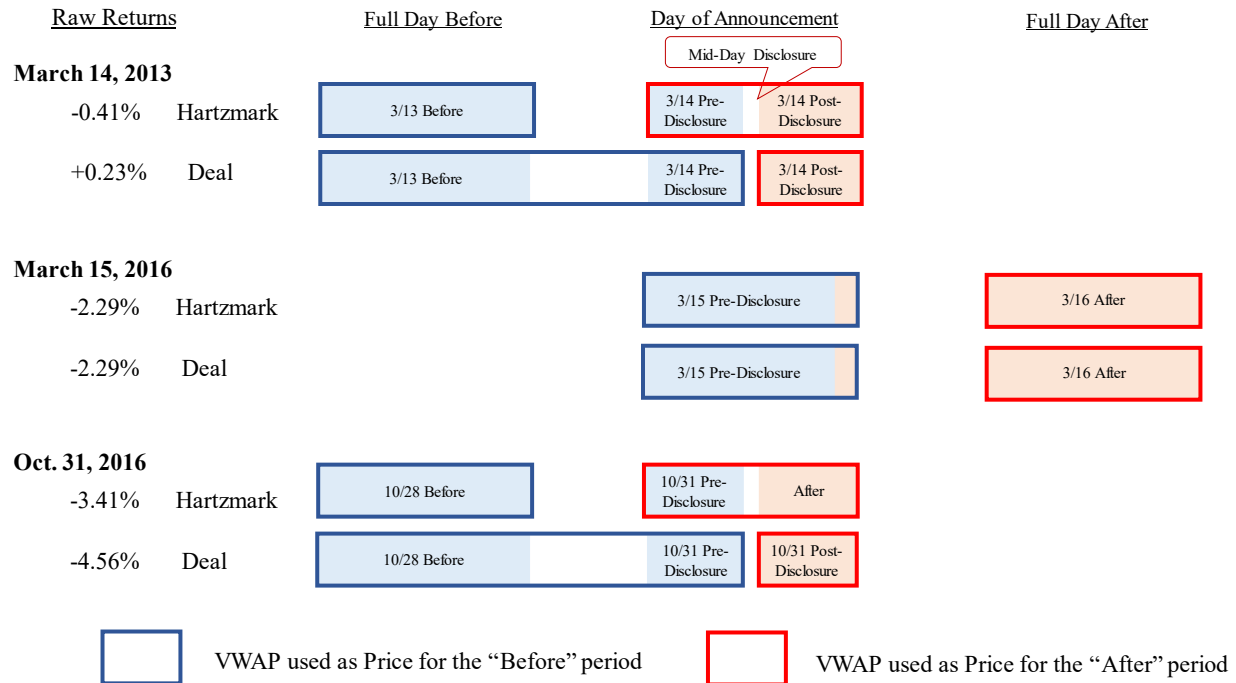 Raw Returns
Full Day Before
Day of Announcement
Full Day After
Mid-Day Disclosure
March 14, 2013
-0.41% Hartzmark
3/13 Before
3/14 Pre-
Disclosure
3/14 Post-
Disclosure
+0.23% Deal
3/13 Before
3/14 Pre-
Disclosure
3/14 Post-
Disclosure
March 15, 2016
-2.29% Hartzmark
3/15 Pre-Disclosure
3/16 After
-2.29% Deal
3/15 Pre-Disclosure
3/16 After
Oct. 31, 2016
-3.41% Hartzmark
10/28 Before
10/31 Pre-
Disclosure
After
-4.56% Deal
10/28 Before
10/31 Pre-
Disclosure
10/31 Post-
Disclosure
VWAP used as Price for the “Before” period
VWAP used as Price for the “After” period